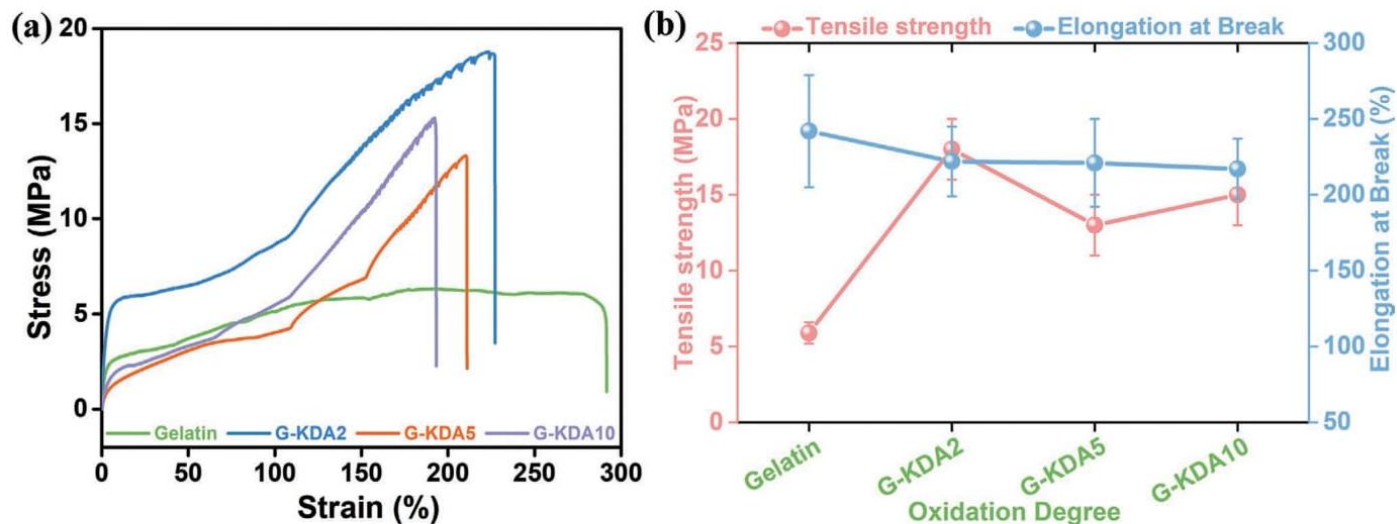 (a)
20
15
10
5
0
Stress (MPa)
Gelatin G-KDA2 G-KDA5 G-KDA10
0 50 100 150 200 250 300
Strain (%)
(b)
Tensile strength Elongation at Break
25
20
15
10
5
0
Tensile strength (MPa)
300
250
200
150
100
50
Elongation at Break (%)
Gelatin G-KDA2 G-KDA5 G-KDA10
Oxidation Degree